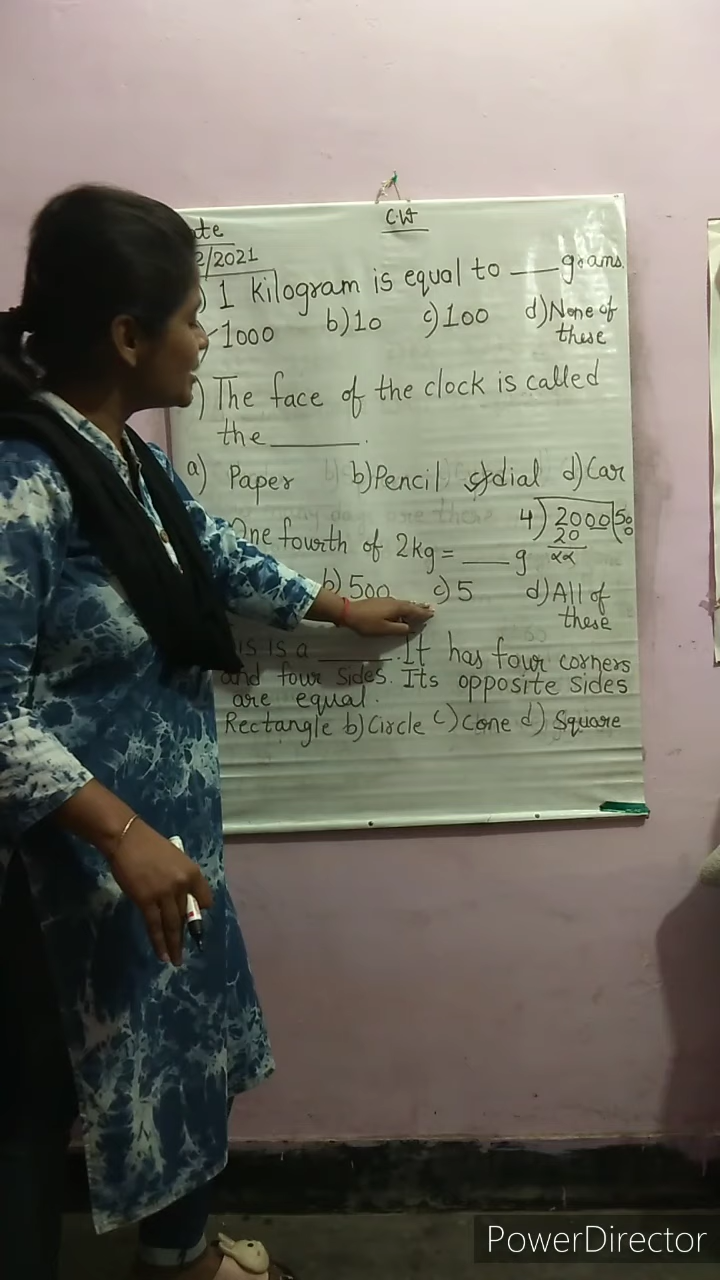 C.W
te
2/2021
) 1 kilogram is equal to ___ grams.
1000 b) 10 c) 100 d) None of
these
) The face of the clock is called
the ______.
a) Paper b) Pencil c) dial d) Car
One fourth of 2kg = ___ g
4) 2000 (500
20
xx
b) 500 c) 5 d) All of
these
is is a ______. It has four corners
and four sides. Its opposite sides
are equal.
Rectangle b) Circle c) Cone d) Square
PowerDirector